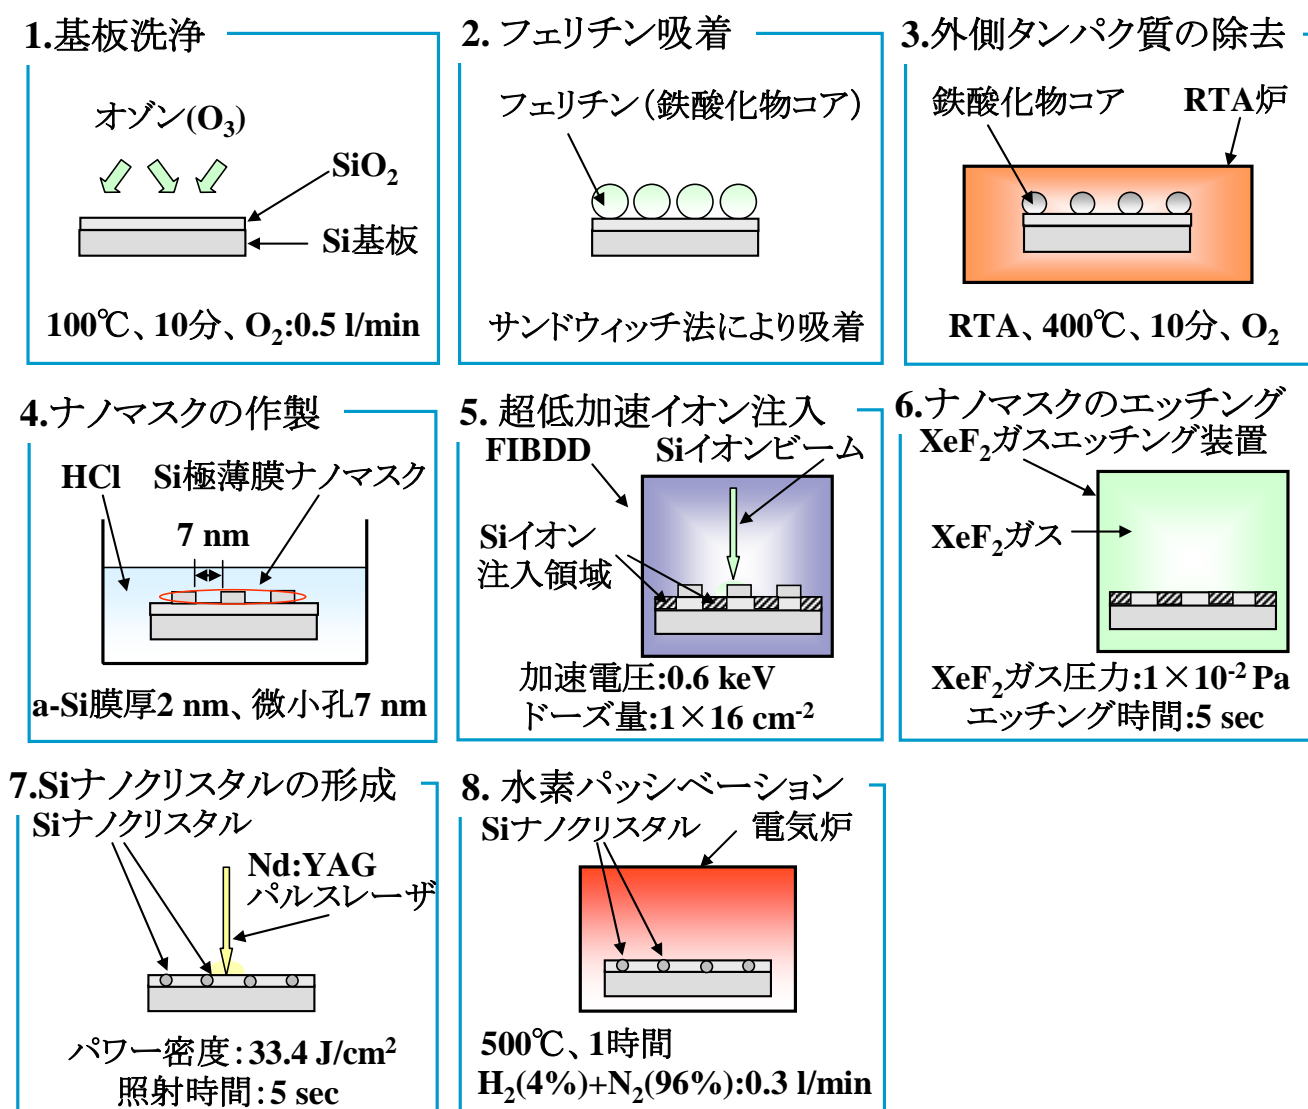 1.基板洗浄
オゾン(O3)
SiO2
Si基板
100℃、10分、O2:0.5 l/min
2. フェリチン吸着
フェリチン（鉄酸化物コア）
サンドウィッチ法により吸着
3.外側タンパク質の除去
鉄酸化物コア
RTA炉
RTA、400℃、10分、O2
4.ナノマスクの作製
HCl
Si極薄膜ナノマスク
7 nm
a-Si膜厚2 nm、微小孔7 nm
5. 超低加速イオン注入
FIBDD
Siイオンビーム
Siイオン
注入領域
加速電圧:0.6 keV
ドーズ量:1×16 cm-2
6.ナノマスクのエッチング
XeF2ガスエッチング装置
XeF2ガス
XeF2ガス圧力:1×10-2 Pa
エッチング時間:5 sec
7.Siナノクリスタルの形成
Siナノクリスタル
Nd:YAG
パルスレーザ
パワー密度：33.4 J/cm2
照射時間：5 sec
8. 水素パッシベーション
Siナノクリスタル
電気炉
500℃、1時間
H2(4%)+N2(96%):0.3 l/min